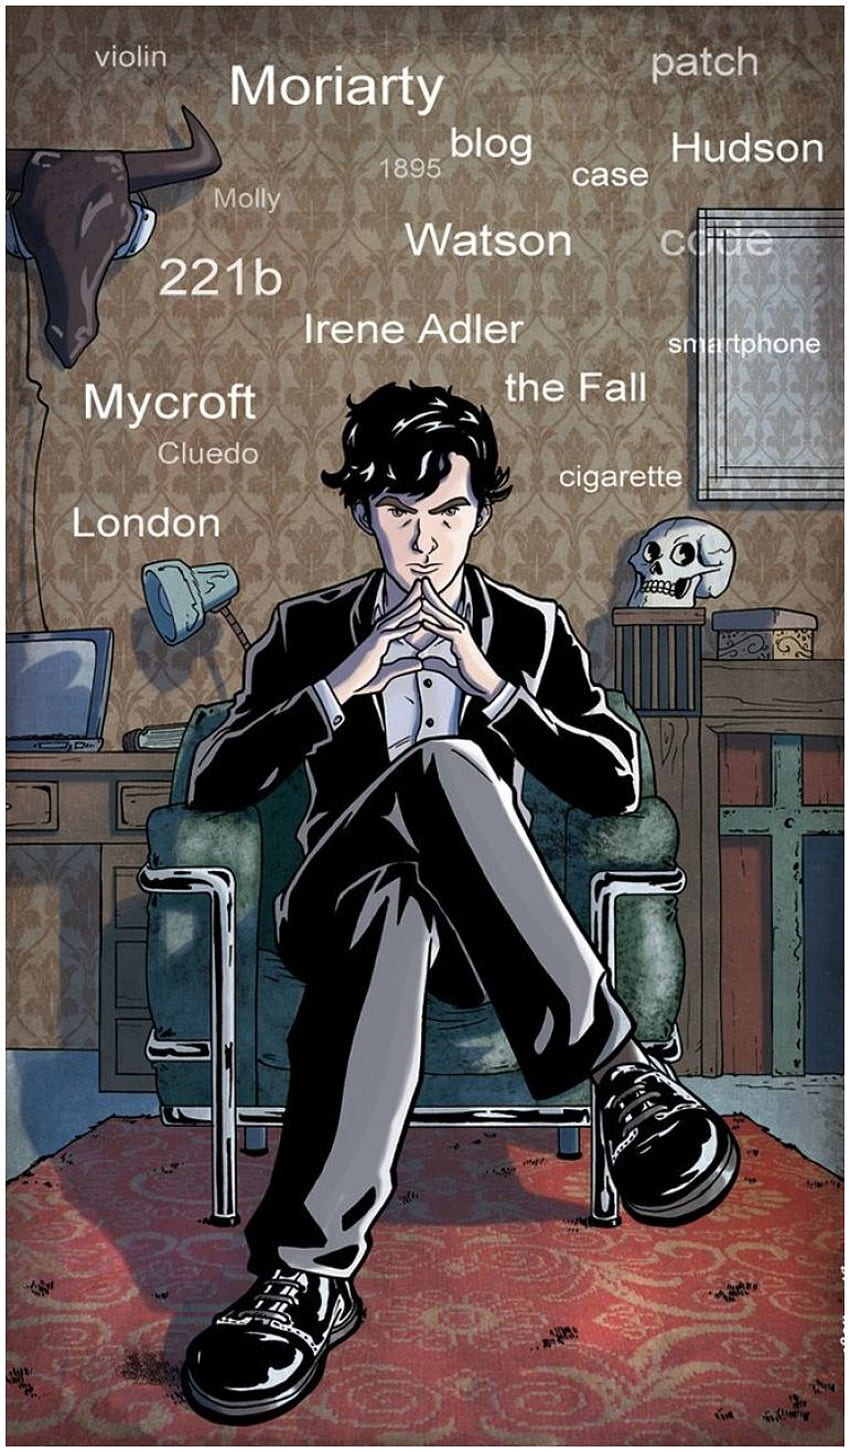 violin
Moriarty
patch
blog
Hudson
1895
case
Molly
Watson
code
221b
Irene Adler
smartphone
the Fall
Mycroft
Cluedo
cigarette
London